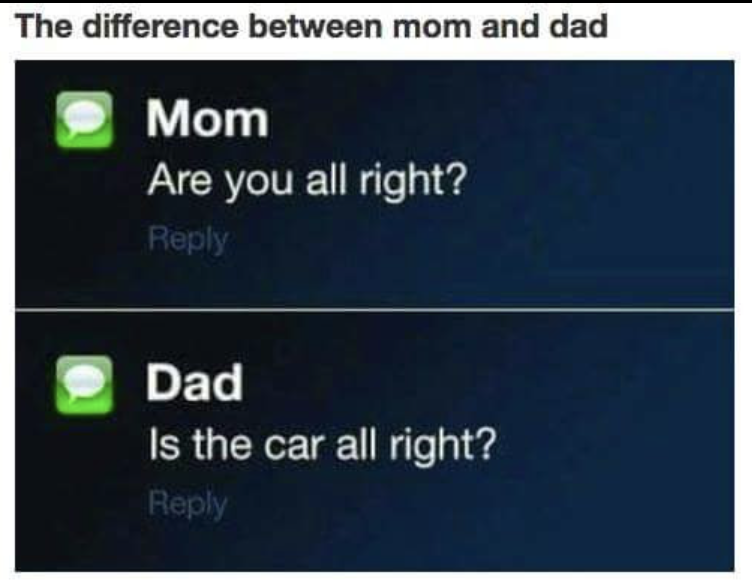 The difference between mom and dad
Mom
Are you all right?
Reply
Dad
Is the car all right?
Reply